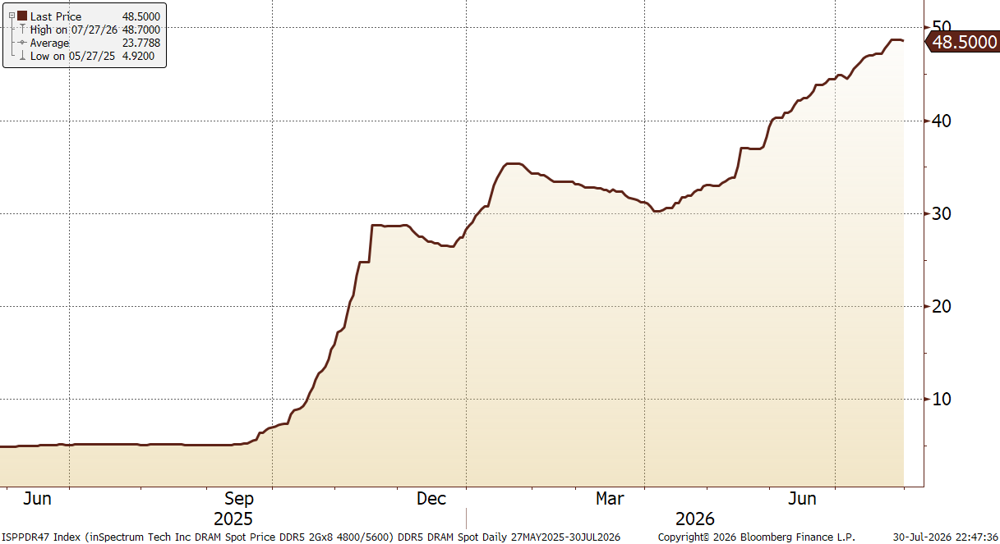 Last Price 48.5000
High on 07/27/26 48.7000
Average 23.7788
Low on 05/27/25 4.9200
50
48.5000
40
30
20
10
Jun Sep Dec Mar Jun
2025 2026
ISPPDR47 Index (inSpectrum Tech Inc DRAM Spot Price DDR5 2Gx8 4800/5600) DDR5 DRAM Spot Daily 27MAY2025-30JUL2026 Copyright© 2026 Bloomberg Finance L.P. 30-Jul-2026 22:47:36